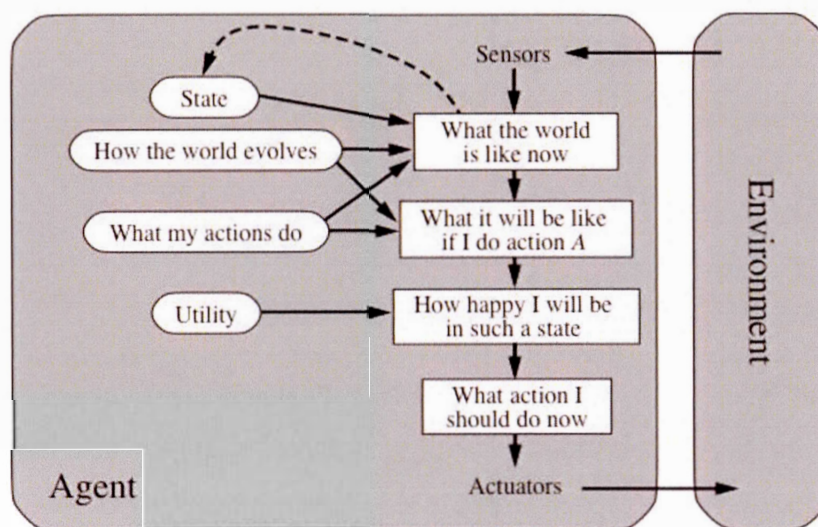 Sensors
State
What the world
is like now
How the world evolves
What my actions do
What it will be like
if I do action A
Utility
How happy I will be
in such a state
What action I
should do now
Agent
Actuators
Environment